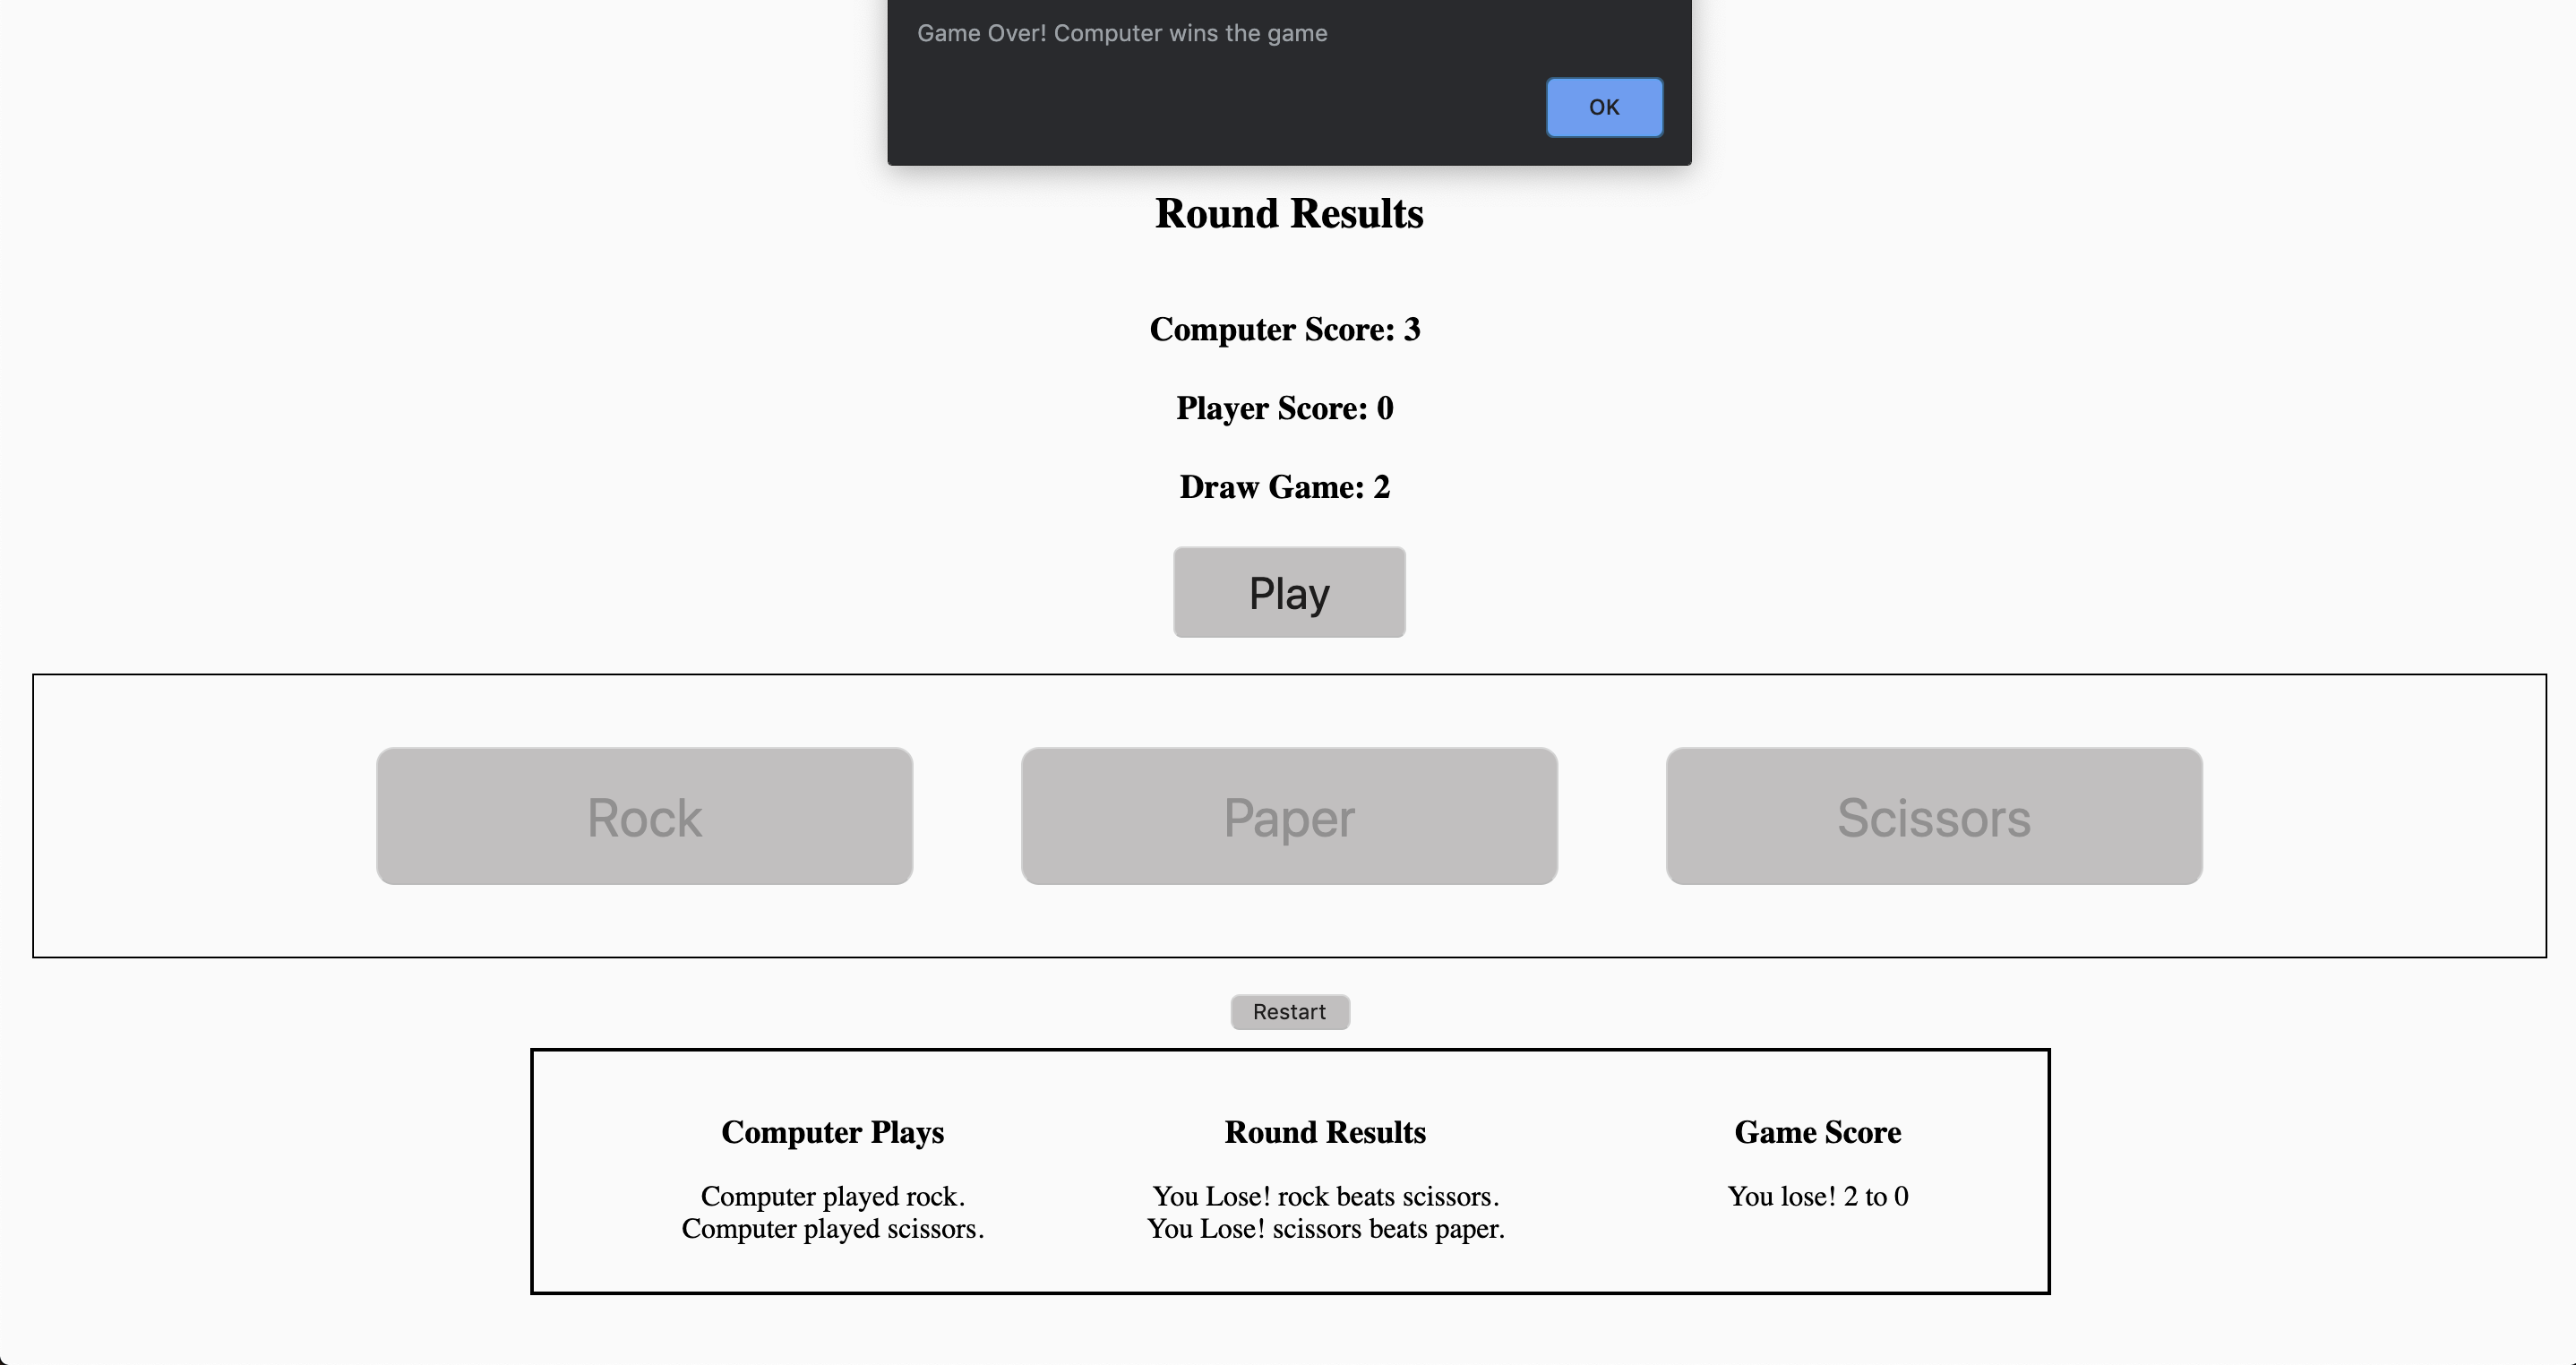 Game Over! Computer wins the game
OK
Round Results
Computer Score: 3
Player Score: 0
Draw Game: 2
Play
Rock
Paper
Scissors
Restart
Computer Plays
Computer played rock.
Computer played scissors.
Round Results
You Lose! rock beats scissors.
You Lose! scissors beats paper.
Game Score
You lose! 2 to 0